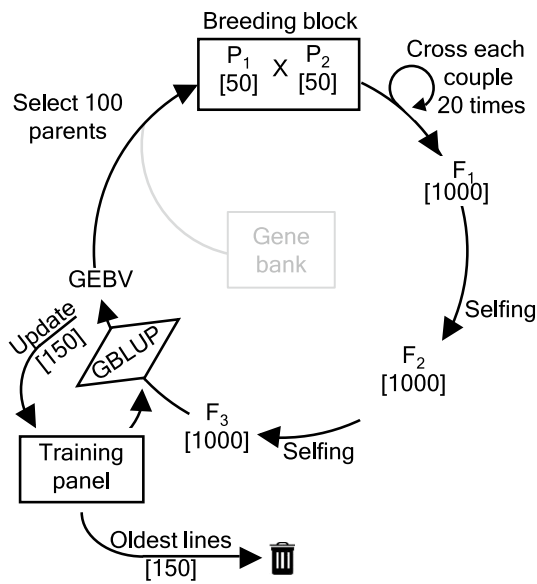 Breeding block
P1 X P2
[50] [50]
Cross each
couple
20 times
Select 100
parents
F1
[1000]
Gene
bank
GEBV
Selfing
Update
[150]
GBLUP
F2
[1000]
F3
[1000]
Selfing
Training
panel
Oldest lines
[150]